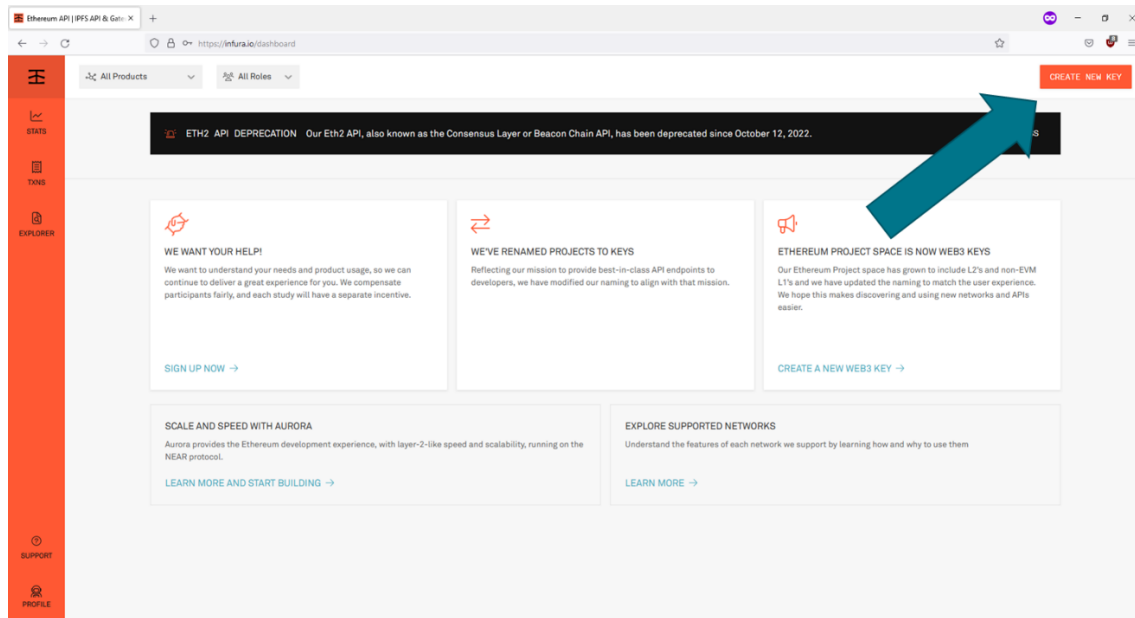 Ethereum API | IPFS API & Gate
https://infura.io/dashboard
All Products
All Roles
CREATE NEW KEY
STATS
TXNS
EXPLORER
SUPPORT
PROFILE
ETH2 API DEPRECATION Our Eth2 API, also known as the Consensus Layer or Beacon Chain API, has been deprecated since October 12, 2022.
WE WANT YOUR HELP!
We want to understand your needs and product usage, so we can
continue to deliver a great experience for you. We compensate
participants fairly, and each study will have a separate incentive.
SIGN UP NOW →
WE'VE RENAMED PROJECTS TO KEYS
Reflecting our mission to provide best-in-class API endpoints to
developers, we have modified our naming to align with that mission.
ETHEREUM PROJECT SPACE IS NOW WEB3 KEYS
Our Ethereum Project space has grown to include L2's and non-EVM
L1's and we have updated the naming to match the user experience.
We hope this makes discovering and using new networks and APIs
easier.
CREATE A NEW WEB3 KEY →
SCALE AND SPEED WITH AURORA
Aurora provides the Ethereum development experience, with layer-2-like speed and scalability, running on the
NEAR protocol.
LEARN MORE AND START BUILDING →
EXPLORE SUPPORTED NETWORKS
Understand the features of each network we support by learning how and why to use them
LEARN MORE →